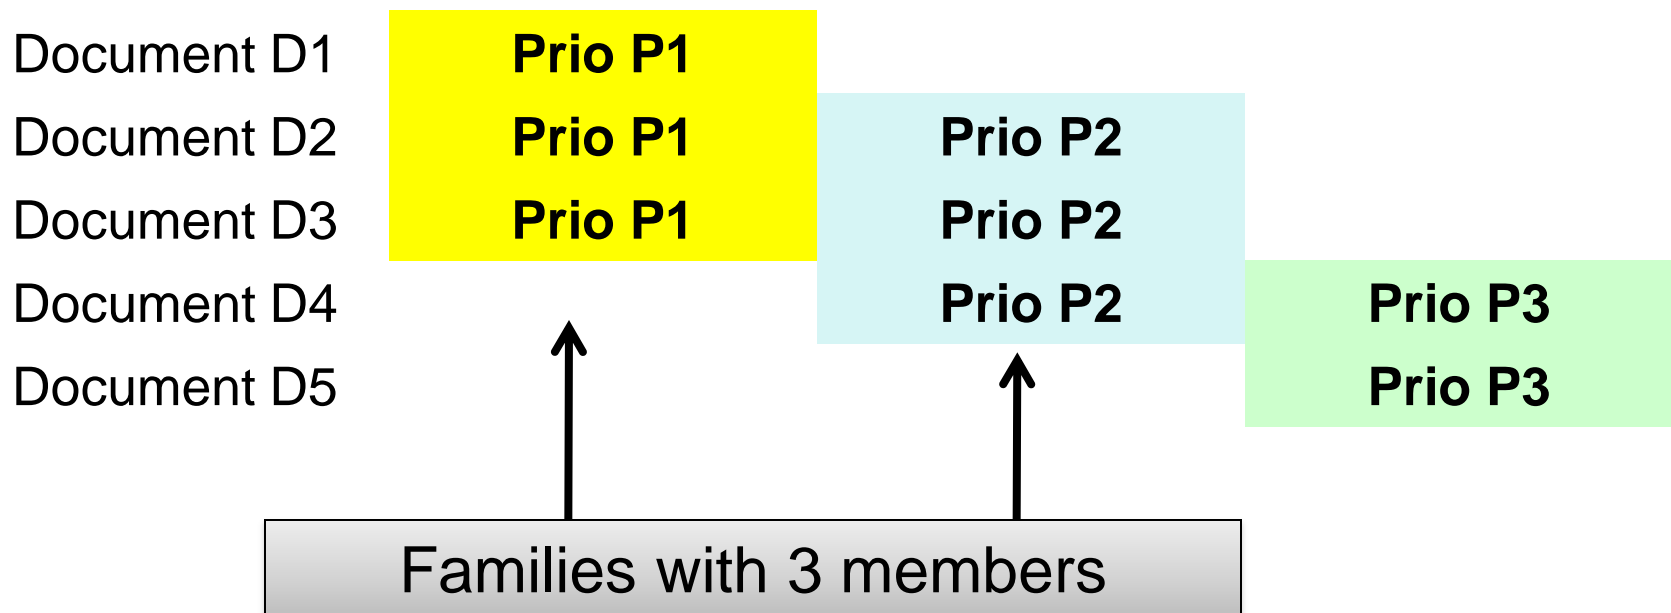 Document D1 Prio P1
Document D2 Prio P1 Prio P2
Document D3 Prio P1 Prio P2
Document D4 Prio P2 Prio P3
Document D5 Prio P3
Families with 3 members